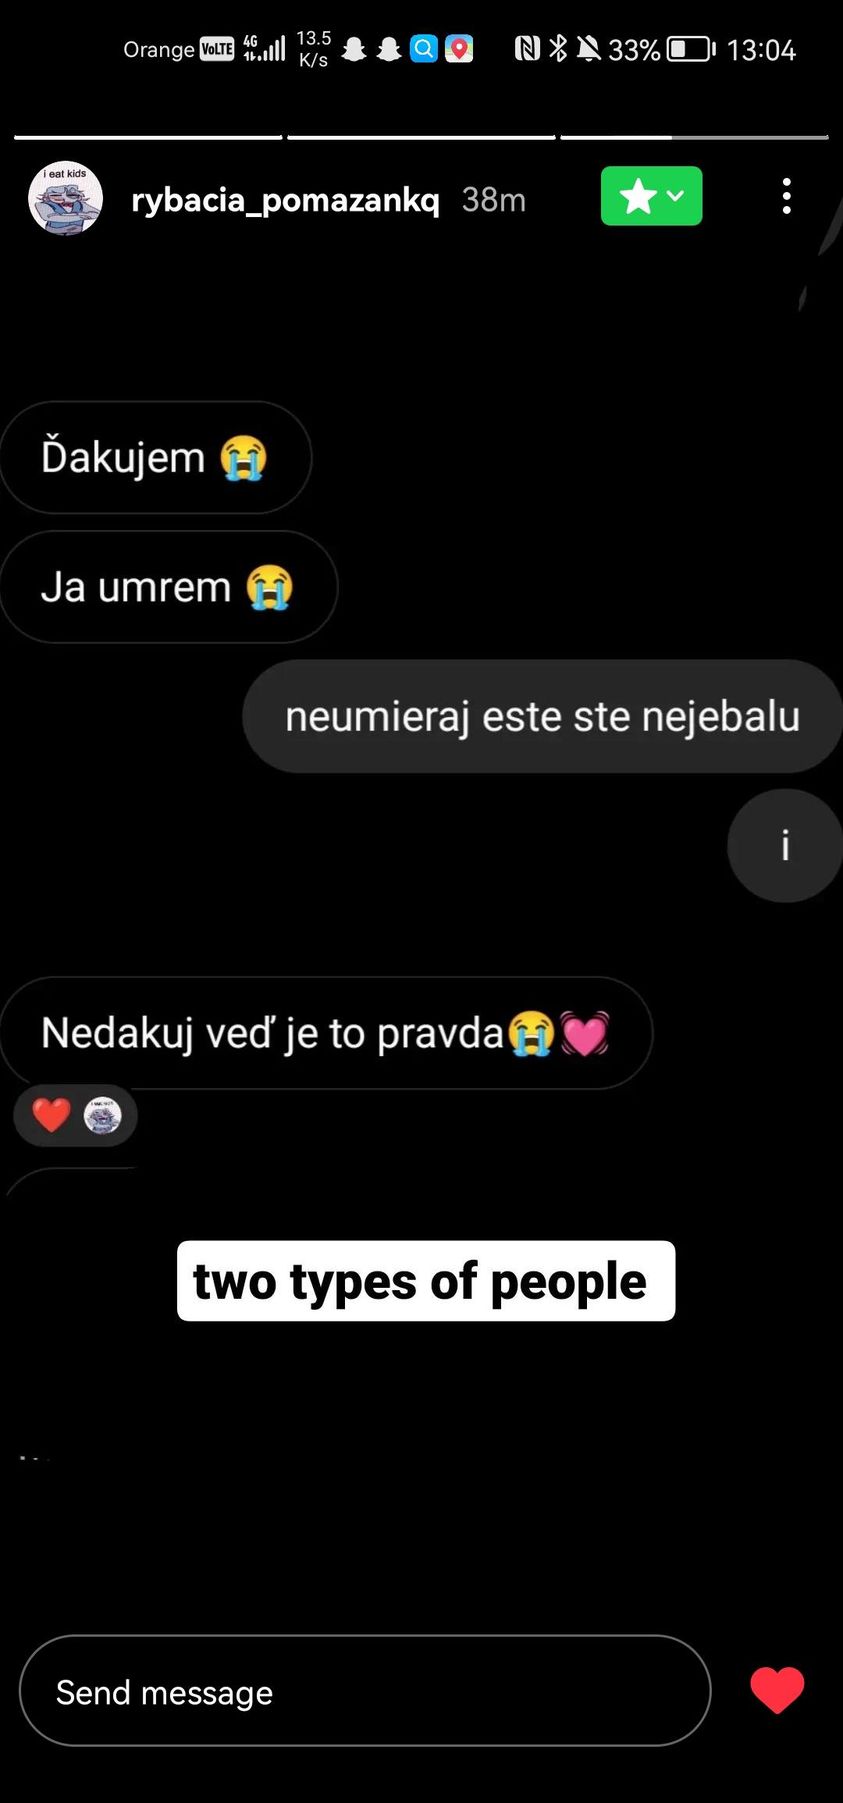 Orange VoLTE 4G 13.5 K/s 33% 13:04
i eat kids
rybacia_pomazankq 38m
Ďakujem 😭
Ja umrem 😭
neumieraj este ste nejebalu
i
Nedakuj veď je to pravda😭💓
two types of people
Send message